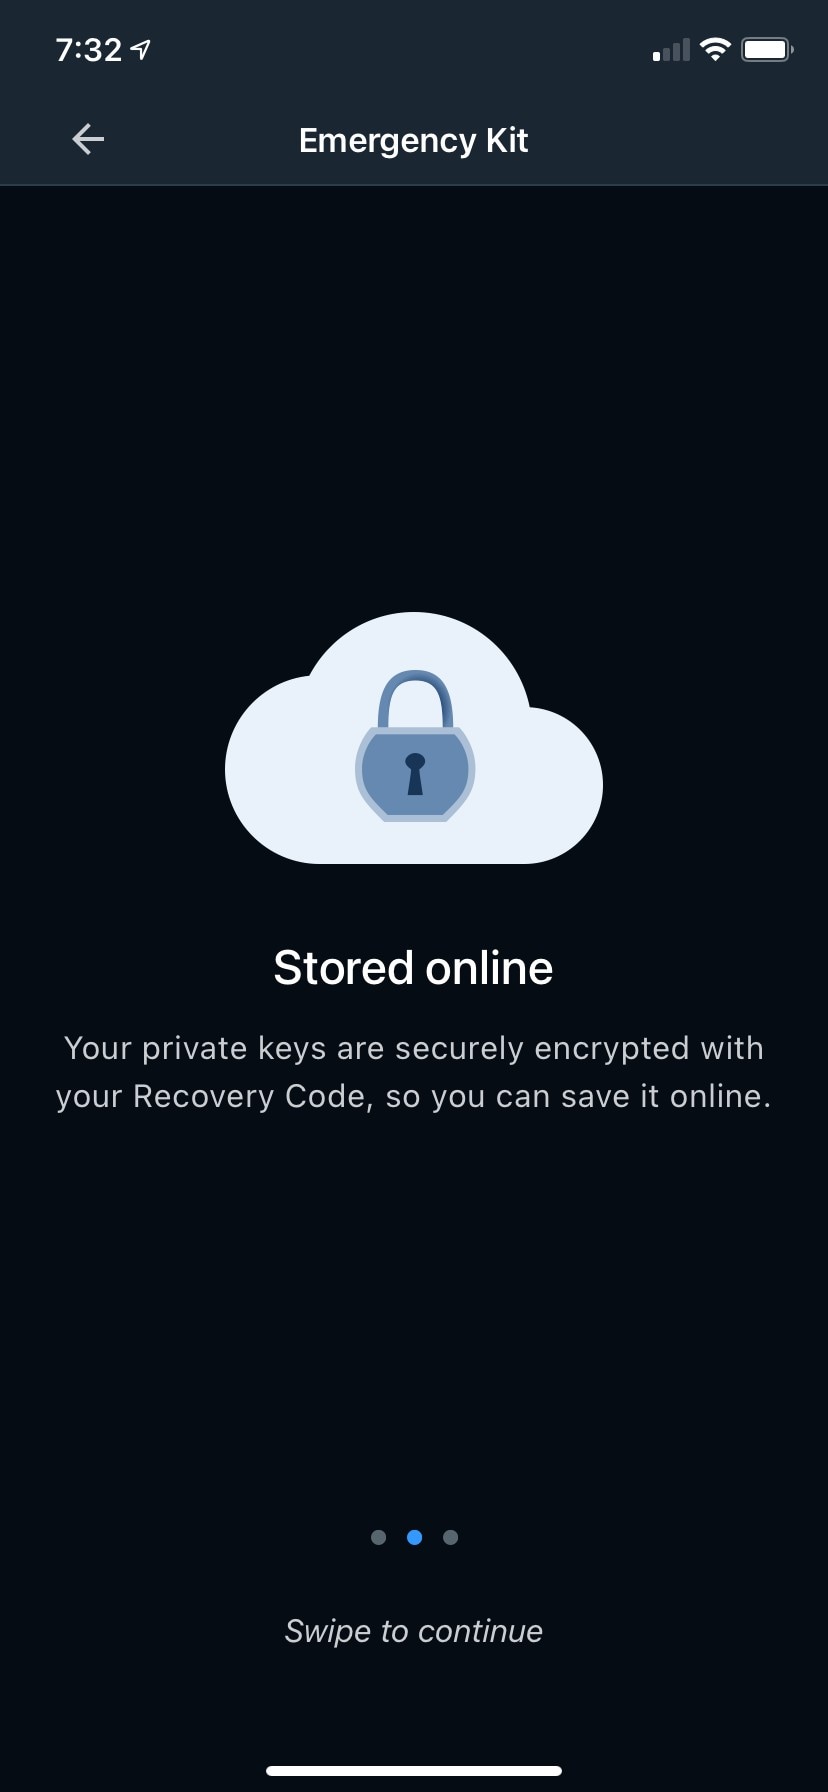 7:32
Emergency Kit
Stored online
Your private keys are securely encrypted with
your Recovery Code, so you can save it online.
Swipe to continue